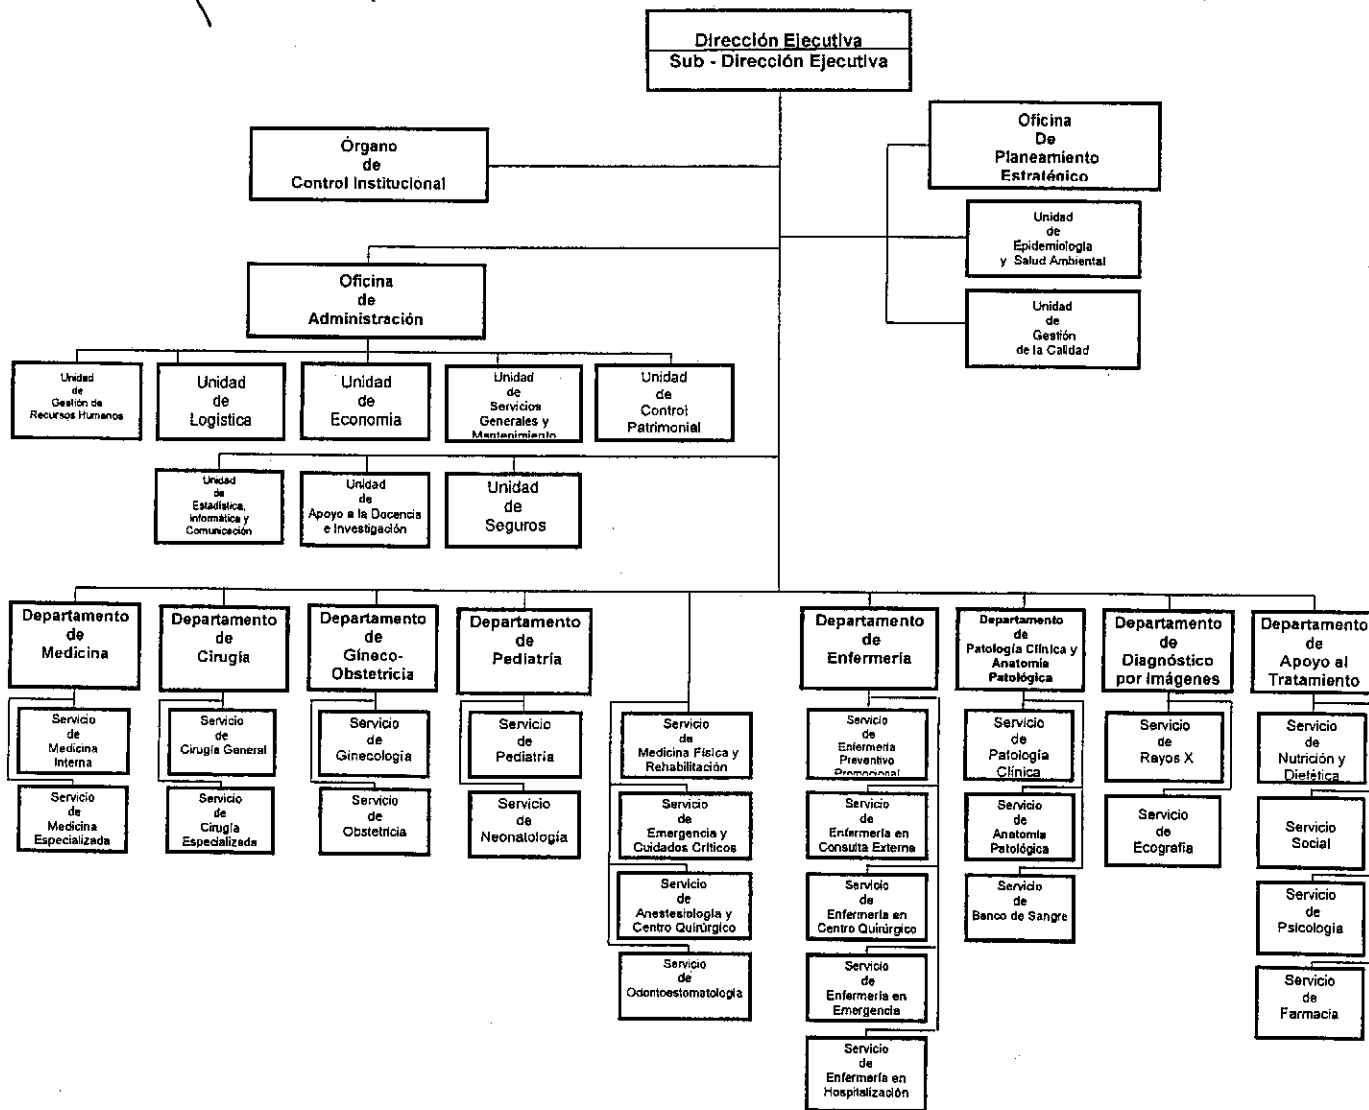 Dirección Ejecutiva
Sub - Dirección Ejecutiva
Órgano
de
Control Institucional
Oficina
De
Planeamiento
Estraténico
Unidad
de
Epidemiologia
y Salud Ambiental
Unidad
de
Gestión
de la Calidad
Oficina
de
Administración
Unidad
de
Gestión de
Recursos Humanos
Unidad
de
Logística
Unidad
de
Economía
Unidad
de
Servicios
Generales y
Mantenimiento
Unidad
de
Control
Patrimonial
Unidad
de
Estadística,
Informática y
Comunicación
Unidad
de
Apoyo a la Docencia
e Investigación
Unidad
de
Seguros
Departamento
de
Medicina
Departamento
de
Cirugía
Departamento
de
Gineco-
Obstetricia
Departamento
de
Pediatría
Departamento
de
Enfermería
Departamento
de
Patología Clínica y
Anatomía
Patológica
Departamento
de
Diagnóstico
por Imágenes
Departamento
de
Apoyo al
Tratamiento
Servicio
de
Medicina
Interna
Servicio
de
Cirugía General
Servicio
de
Ginecología
Servicio
de
Pediatría
Servicio
de
Medicina Física y
Rehabilitación
Servicio
de
Enfermería
Preventivo
Promocional
Servicio
de
Patología
Clínica
Servicio
de
Rayos X
Servicio
de
Nutrición y
Dietética
Servicio
de
Medicina
Especializada
Servicio
de
Cirugía
Especializada
Servicio
de
Obstetricia
Servicio
de
Neonatología
Servicio
de
Emergencia y
Cuidados Críticos
Servicio
de
Enfermería en
Consulta Externa
Servicio
de
Anatomía
Patológica
Servicio
de
Ecografía
Servicio
Social
Servicio
de
Anestesiología y
Centro Quirúrgico
Servicio
de
Enfermería en
Centro Quirúrgico
Servicio
de
Banco de Sangre
Servicio
de
Psicología
Servicio
de
Odontoestomatología
Servicio
de
Enfermería en
Emergencia
Servicio
de
Farmacia
Servicio
de
Enfermería en
Hospitalización